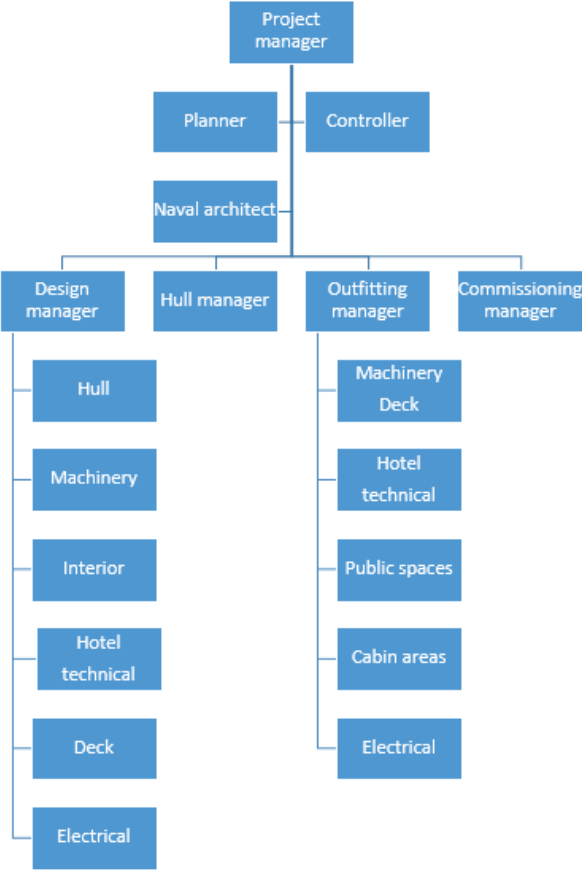 Project
manager
Planner
Controller
Naval architect
Design
manager
Hull manager
Outfitting
manager
Commissioning
manager
Hull
Machinery
Interior
Hotel
technical
Deck
Electrical
Machinery
Deck
Hotel
technical
Public spaces
Cabin areas
Electrical